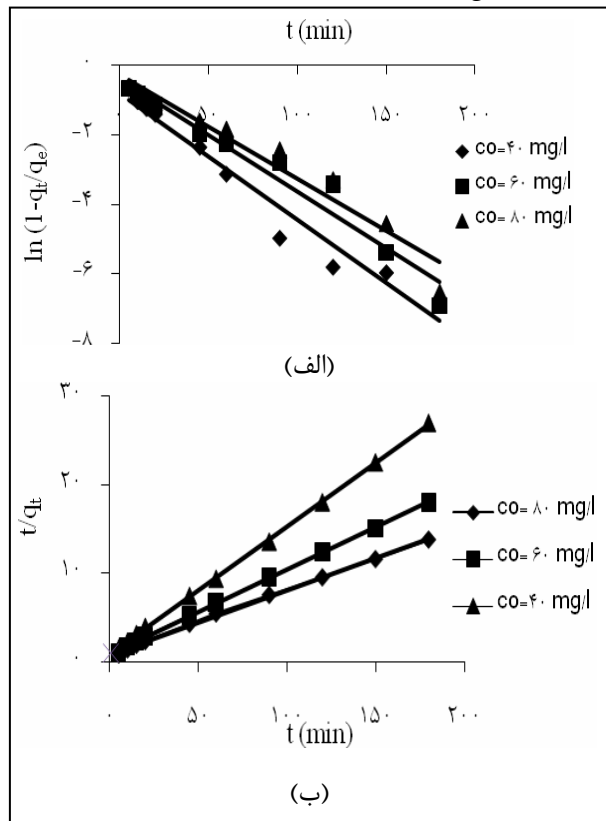 t (min)
۰ ۵۰ ۱۰۰ ۱۵۰ ۲۰۰
۰
-۲
-۴
-۶
-۸
ln (1-qt/qe)
co=۴۰ mg/l
co=۶۰ mg/l
co=۸۰ mg/l
(الف)
۳۰
۲۰
۱۰
۰
t/qt
co=۸۰ mg/l
co=۶۰ mg/l
co=۴۰ mg/l
۰ ۵۰ ۱۰۰ ۱۵۰ ۲۰۰
t (min)
(ب)